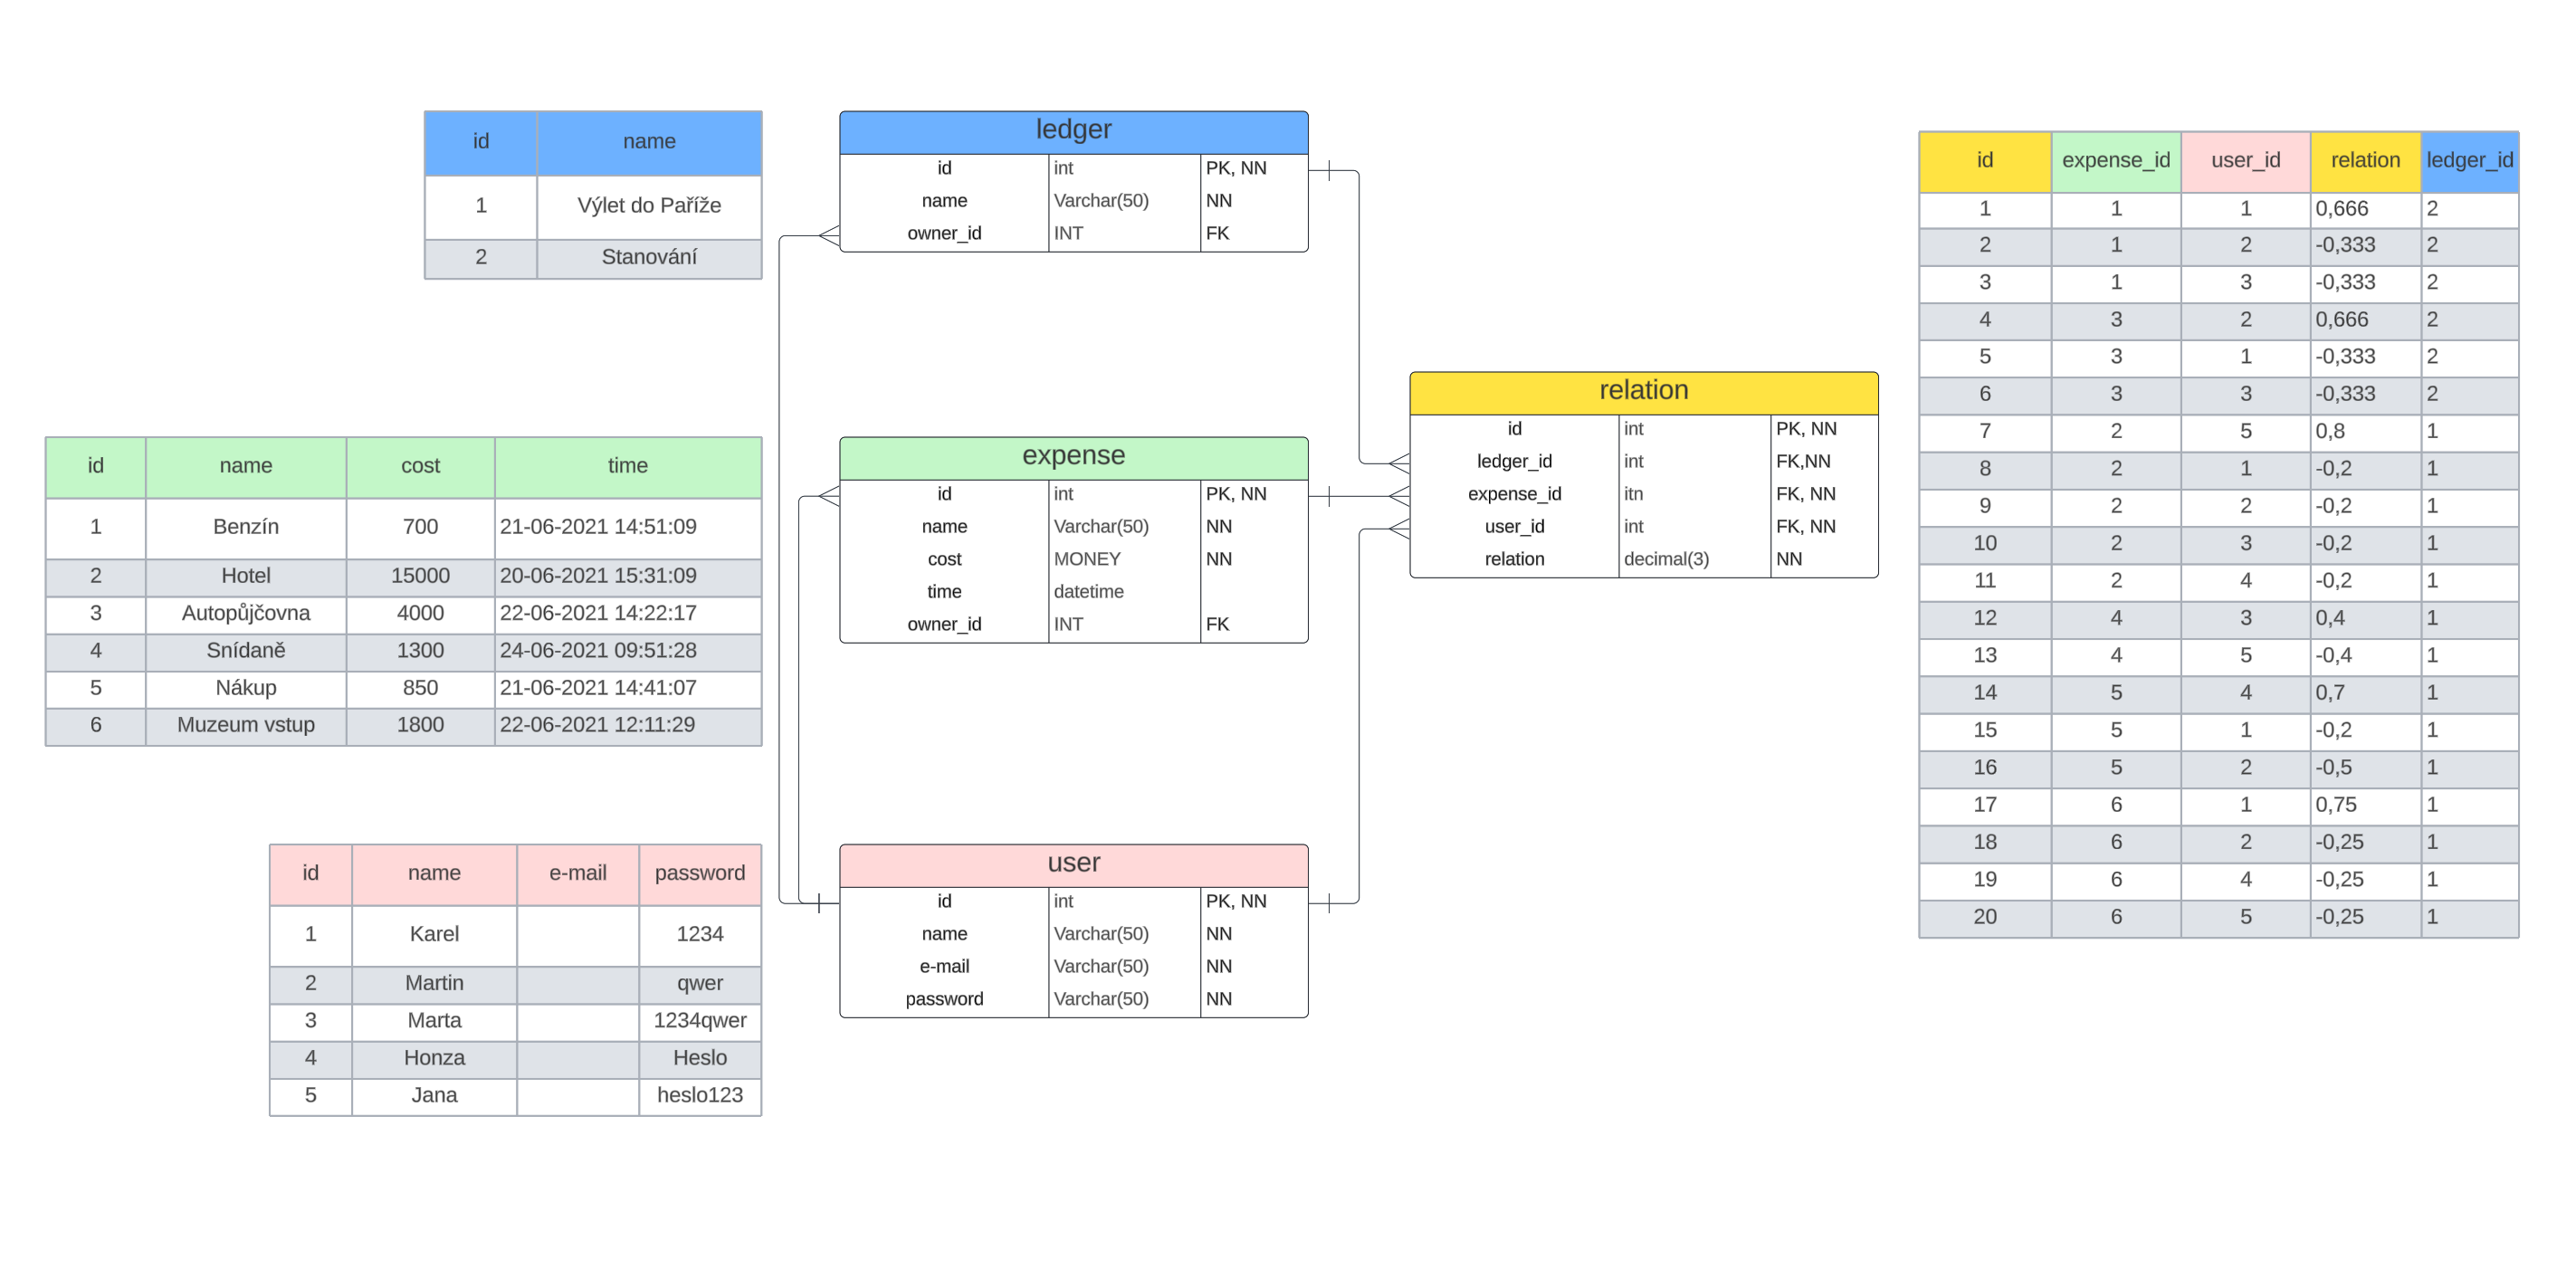 id name
1 Výlet do Paříže
2 Stanování
ledger
id int PK, NN
name Varchar(50) NN
owner_id INT FK
id name cost time
1 Benzín 700 21-06-2021 14:51:09
2 Hotel 15000 20-06-2021 15:31:09
3 Autopůjčovna 4000 22-06-2021 14:22:17
4 Snídaně 1300 24-06-2021 09:51:28
5 Nákup 850 21-06-2021 14:41:07
6 Muzeum vstup 1800 22-06-2021 12:11:29
expense
id int PK, NN
name Varchar(50) NN
cost MONEY NN
time datetime
owner_id INT FK
id name e-mail password
1 Karel 1234
2 Martin qwer
3 Marta 1234qwer
4 Honza Heslo
5 Jana heslo123
user
id int PK, NN
name Varchar(50) NN
e-mail Varchar(50) NN
password Varchar(50) NN
relation
id int PK, NN
ledger_id int FK,NN
expense_id itn FK, NN
user_id int FK, NN
relation decimal(3) NN
id expense_id user_id relation ledger_id
1 1 1 0,666 2
2 1 2 -0,333 2
3 1 3 -0,333 2
4 3 2 0,666 2
5 3 1 -0,333 2
6 3 3 -0,333 2
7 2 5 0,8 1
8 2 1 -0,2 1
9 2 2 -0,2 1
10 2 3 -0,2 1
11 2 4 -0,2 1
12 4 3 0,4 1
13 4 5 -0,4 1
14 5 4 0,7 1
15 5 1 -0,2 1
16 5 2 -0,5 1
17 6 1 0,75 1
18 6 2 -0,25 1
19 6 4 -0,25 1
20 6 5 -0,25 1